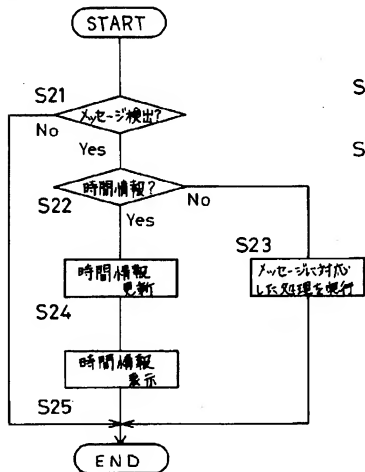 START
S21
メッセージ検出?
No
Yes
S
S
時間情報?
S22
No
Yes
S23
時間情報
更新
メッセージに対応
した処理を実行
S24
時間情報
表示
S25
END